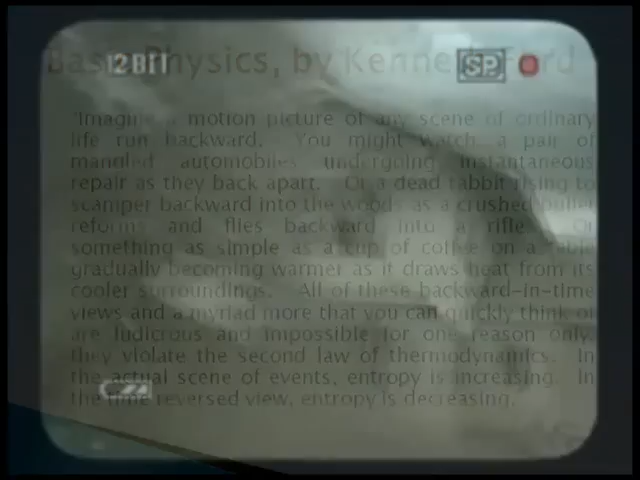 Basic Physics, by Kenneth Ford
12BIT
SP
"Imagine a motion picture of any scene of ordinary
life run backward. You might watch a pair of
mangled automobiles undergoing instantaneous
repair as they back apart. Or a dead rabbit rising to
scamper backward into the woods as a crushed bullet
reforms and flies backward into a rifle Or
something as simple as a cup of coffee on a table
gradually becoming warmer as it draws heat from its
cooler surroundings. All of these backward-in-time
views and a myriad more that you can quickly think of
are ludicrous and impossible for one reason only
they violate the second law of thermodynamics. In
the actual scene of events, entropy is increasing. In
the time reversed view, entropy is decreasing.